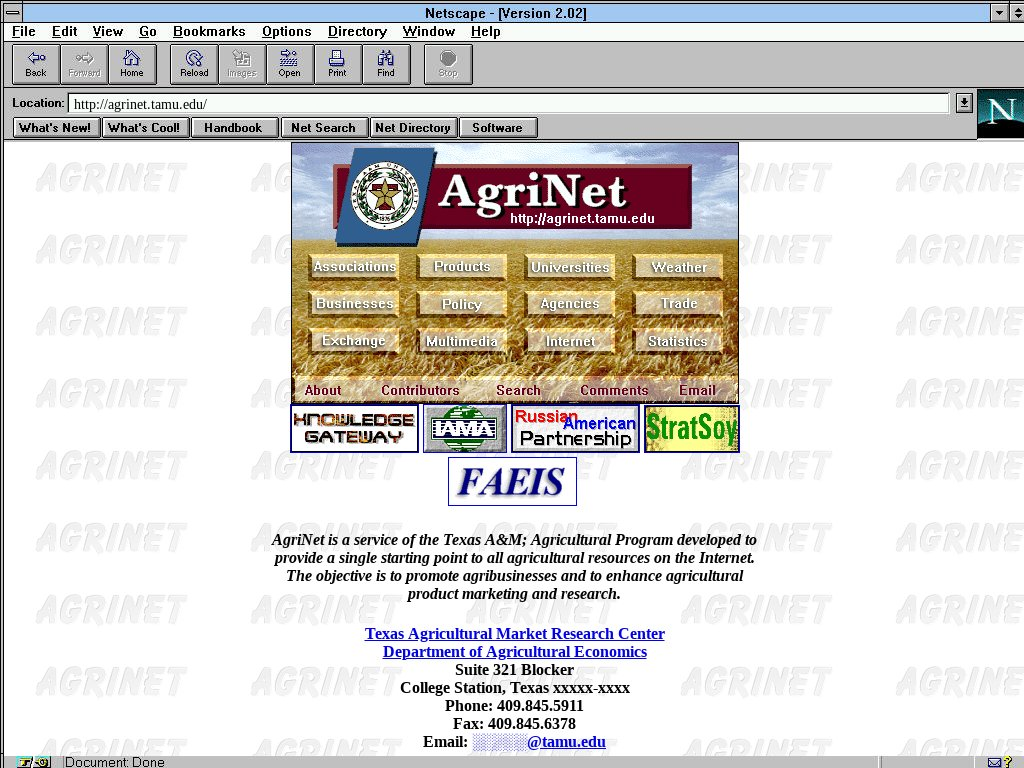 Netscape - [Version 2.02]
File Edit View Go Bookmarks Options Directory Window Help
Back Forward Home Reload Images Open Print Find Stop
Location: http://agrinet.tamu.edu/
N
What's New! What's Cool! Handbook Net Search Net Directory Software
AgriNet
http://agrinet.tamu.edu
1876
Associations Products Universities Weather
Businesses Policy Agencies Trade
Exchange Multimedia Internet Statistics
About Contributors Search Comments Email
KNOWLEDGE GATEWAY
IAMA
Russian American Partnership
StratSoy
FAEIS
AgriNet is a service of the Texas A&M; Agricultural Program developed to
provide a single starting point to all agricultural resources on the Internet.
The objective is to promote agribusinesses and to enhance agricultural
product marketing and research.
Texas Agricultural Market Research Center
Department of Agricultural Economics
Suite 321 Blocker
College Station, Texas xxxxx-xxxx
Phone: 409.845.5911
Fax: 409.845.6378
Email: ░░░░░@tamu.edu
Document: Done
AGRINET